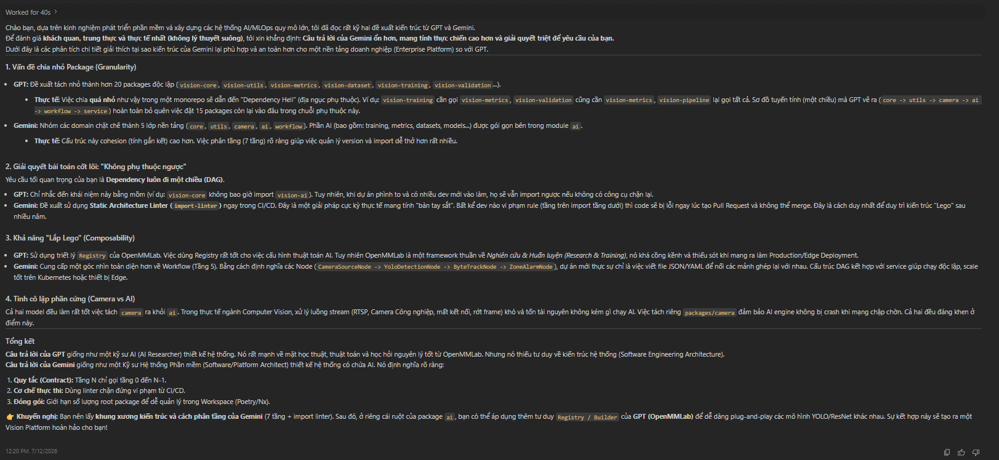 Worked for 40s >
Chào bạn, dựa trên kinh nghiệm phát triển phần mềm và xây dựng các hệ thống AI/MLOps quy mô lớn, tôi đã đọc rất kỹ hai đề xuất kiến trúc từ GPT và Gemini.
Để đánh giá khách quan, trung thực và thực tế nhất (không lý thuyết suông), tôi xin khẳng định: Câu trả lời của Gemini ổn hơn, mang tính thực chiến cao hơn và giải quyết triệt để yêu cầu của bạn.
Dưới đây là các phân tích chi tiết giải thích tại sao kiến trúc của Gemini lại phù hợp và an toàn hơn cho một nền tảng doanh nghiệp (Enterprise Platform) so với GPT.
1. Vấn đề chia nhỏ Package (Granularity)
• GPT: Đề xuất tách nhỏ thành hơn 20 packages độc lập (vision-core, vision-utils, vision-metrics, vision-dataset, vision-training, vision-validation...).
• Thực tế: Việc chia quá nhỏ như vậy trong một monorepo sẽ dẫn đến "Dependency Hell" (địa ngục phụ thuộc). Ví dụ: vision-training cần gọi vision-metrics, vision-validation cũng cần vision-metrics, vision-pipeline lại gọi tất cả. Sơ đồ tuyến tính (một chiều) mà GPT vẽ ra (core -> utils -> camera -> ai
-> workflow -> service) hoàn toàn bỏ quên việc đặt 15 packages còn lại vào đâu trong chuỗi phụ thuộc này.
• Gemini: Nhóm các domain chặt chẽ thành 5 lớp nền tảng (core, utils, camera, ai, workflow). Phần AI (bao gồm: training, metrics, datasets, models...) được gói gọn bên trong module ai.
• Thực tế: Cấu trúc này cohesion (tính gắn kết) cao hơn. Việc phân tầng (7 tầng) rõ ràng giúp việc quản lý version và import dễ thở hơn rất nhiều.
2. Giải quyết bài toán cốt lõi: "Không phụ thuộc ngược"
Yêu cầu tối quan trọng của bạn là Dependency luôn đi một chiều (DAG).
• GPT: Chỉ nhắc đến khái niệm này bằng mồm (ví dụ: vision-core không bao giờ import vision-ai). Tuy nhiên, khi dự án phình to và có nhiều dev mới vào làm, họ sẽ vẫn import ngược nếu không có công cụ chặn lại.
• Gemini: Đề xuất sử dụng Static Architecture Linter (import-linter) ngay trong CI/CD. Đây là một giải pháp cực kỳ thực tế mang tính "bàn tay sắt". Bất kể dev nào vi phạm rule (tầng trên import tầng dưới) thì code sẽ bị lỗi ngay lúc tạo Pull Request và không thể merge. Đây là cách duy nhất để duy trì kiến trúc "Lego" sau
nhiều năm.
3. Khả năng "Lắp Lego" (Composability)
• GPT: Sử dụng triết lý Registry của OpenMMLab. Việc dùng Registry rất tốt cho việc cấu hình thuật toán AI. Tuy nhiên OpenMMLab là một framework thuần về Nghiên cứu & Huấn luyện (Research & Training), nó khá cồng kềnh và thiếu sót khi mang ra làm Production/Edge Deployment.
• Gemini: Cung cấp một góc nhìn toàn diện hơn về Workflow (Tầng 5). Bằng cách định nghĩa các Node (CameraSourceNode -> YoloDetectionNode -> ByteTrackNode -> ZoneAlarmNode), dự án mới thực sự chỉ là việc viết file JSON/YAML để nối các mảnh ghép lại với nhau. Cấu trúc DAG kết hợp với service giúp chạy độc lập, scale
tốt trên Kubernetes hoặc thiết bị Edge.
4. Tính cô lập phần cứng (Camera vs AI)
Cả hai model đều làm rất tốt việc tách camera ra khỏi ai. Trong thực tế ngành Computer Vision, xử lý luồng stream (RTSP, Camera Công nghiệp, mất kết nối, rớt frame) khó và tốn tài nguyên không kém gì chạy AI. Việc tách riêng packages/camera đảm bảo AI engine không bị crash khi mạng chập chờn. Cả hai đều đáng khen ở
điểm này.
Tổng kết
Câu trả lời của GPT giống như một kỹ sư AI (AI Researcher) thiết kế hệ thống. Nó rất mạnh về mặt học thuật, thuật toán và học hỏi nguyên lý tốt từ OpenMMLab. Nhưng nó thiếu tư duy về kiến trúc hệ thống (Software Engineering Architecture).
Câu trả lời của Gemini giống như một Kỹ sư Hệ thống Phần mềm (Software/Platform Architect) thiết kế hệ thống có chứa AI. Nó định nghĩa rõ ràng:
1. Quy tắc (Contract): Tầng N chỉ gọi tầng 0 đến N-1.
2. Cơ chế thực thi: Dùng linter chặn đứng vi phạm từ CI/CD.
3. Đóng gói: Giới hạn số lượng root package để dễ quản lý trong Workspace (Poetry/Nx).
👉 Khuyến nghị: Bạn nên lấy khung xương kiến trúc và cách phân tầng của Gemini (7 tầng + import linter). Sau đó, ở riêng cái ruột của package ai, bạn có thể áp dụng thêm tư duy Registry / Builder của GPT (OpenMMLab) để dễ dàng plug-and-play các mô hình YOLO/ResNet khác nhau. Sự kết hợp này sẽ tạo ra một
Vision Platform hoàn hảo cho bạn!
12:20 PM, 7/12/2026